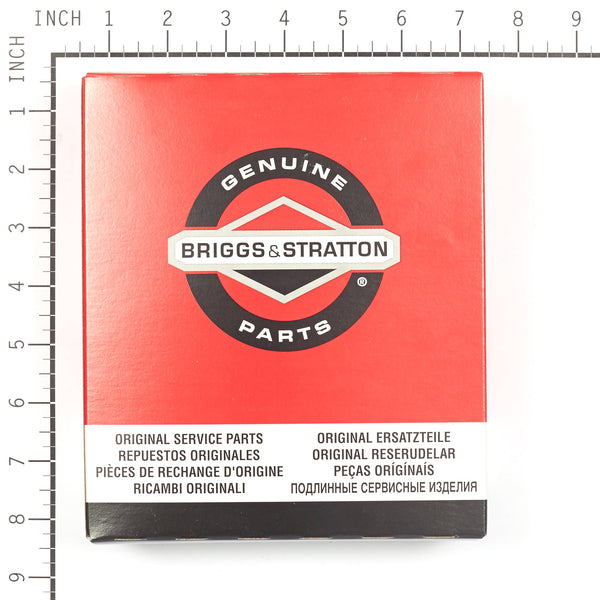 INCH 1 2 3 4 5 6 7 8 9
INCH
1
2
3
4
5
6
7
8
9
GENUINE
BRIGGS & STRATTON
®
PARTS
ORIGINAL SERVICE PARTS
REPUESTOS ORIGINALES
PIÈCES DE RECHANGE D'ORIGINE
RICAMBI ORIGINALI
ORIGINAL ERSATZTEILE
ORIGINAL RESERUDELAR
PEÇAS ORÍGÍNAÍS
ПОДЛИННЫЕ СЕРВИСНЫЕ ИЗДЕЛИЯ